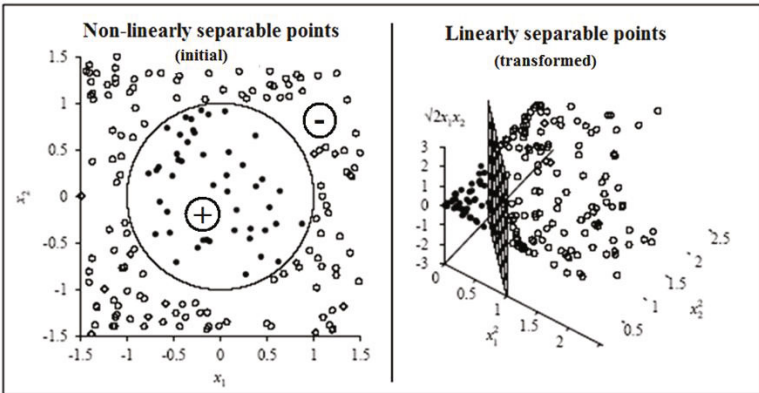 Non-linearly separable points
(initial)
1.5
1
0.5
0
-0.5
-1
-1.5
x₂
-
+
-1.5 -1 -0.5 0 0.5 1 1.5
x₁
Linearly separable points
(transformed)
√2x₁x₂
3
2
1
0
-1
-2
-3
0
0.5
1
1.5
2
x₁²
0.5
1
1.5
2
2.5
x₂²